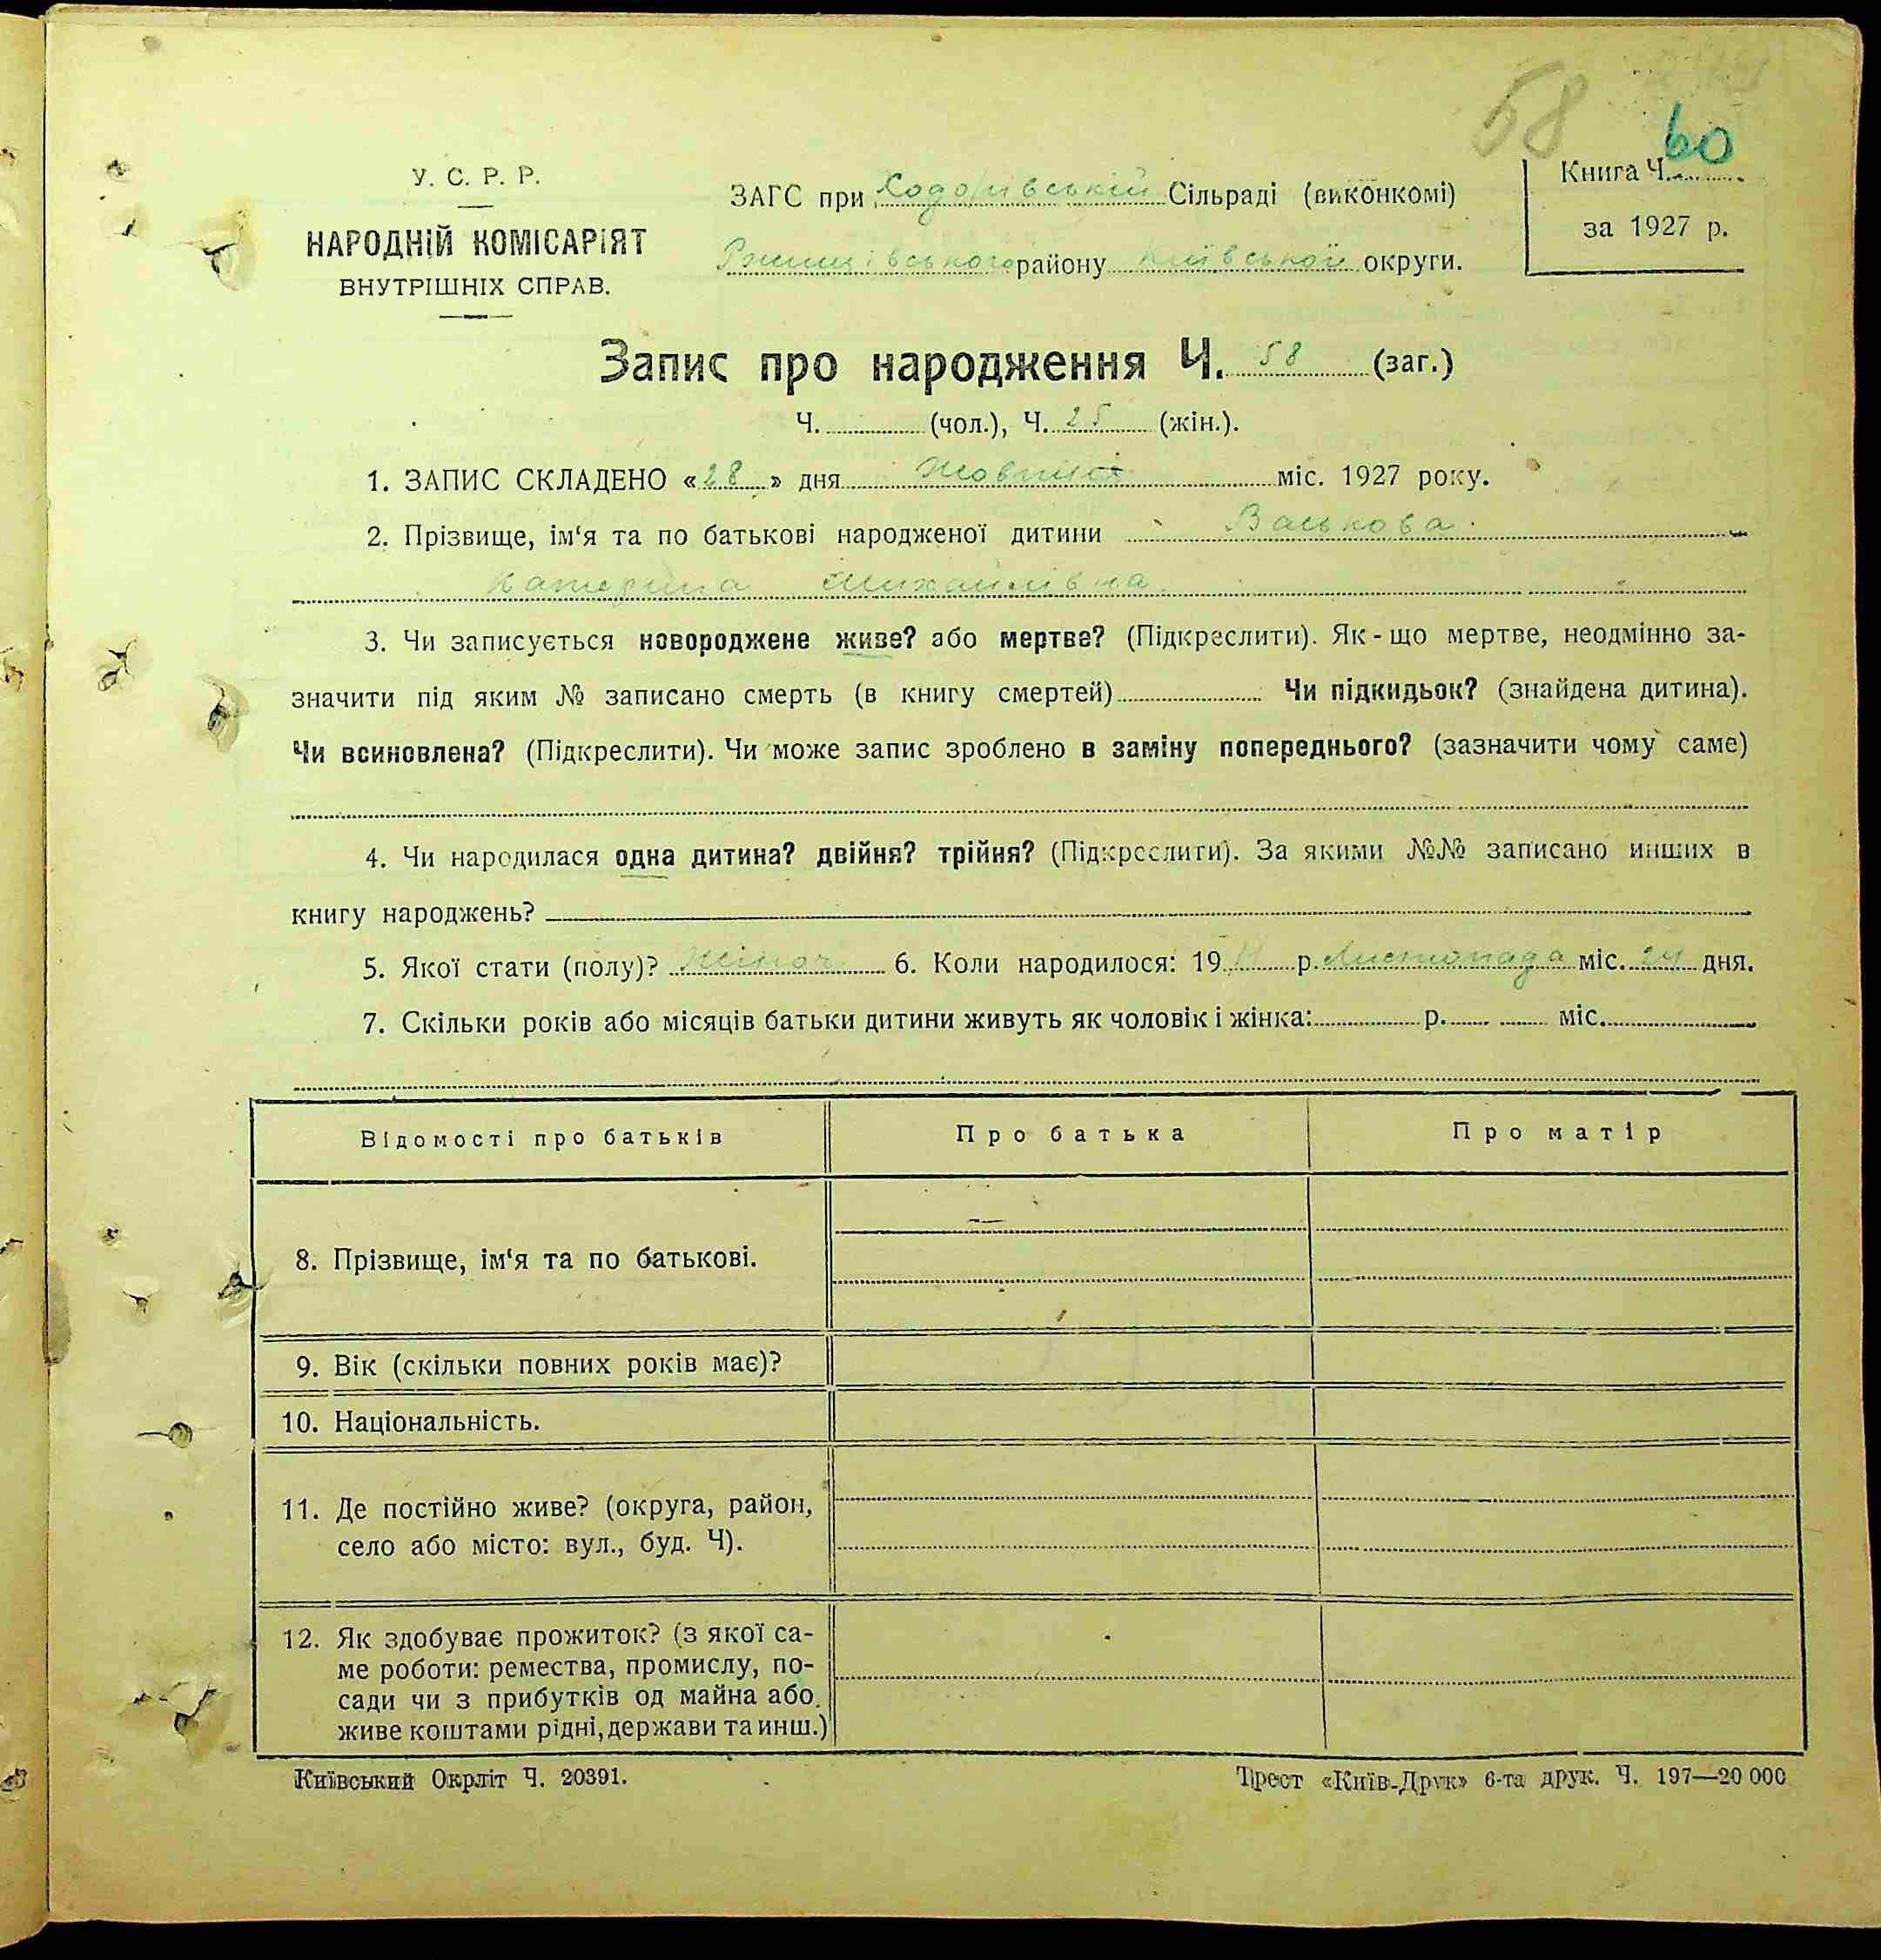 58
60
У. С. Р. Р.
НАРОДНІЙ КОМІСАРІЯТ
ВНУТРІШНІХ СПРАВ.
ЗАГС при Ходорівській Сільраді (виконкомі)
Ржищівського району Київської округи.
Книга Ч.
за 1927 р.
Запис про народження Ч. 58 (заг.)
Ч. (чол.), Ч. 25 (жін.).
1. ЗАПИС СКЛАДЕНО «28» дня Жовтня міс. 1927 року.
2. Прізвище, ім‘я та по батькові народженої дитини Васькова
Катерина Михайлівна
3. Чи записується новороджене живе? або мертве? (Підкреслити). Як-що мертве, неодмінно за-
значити під яким № записано смерть (в книгу смертей) Чи підкидьок? (знайдена дитина).
Чи всиновлена? (Підкреслити). Чи може запис зроблено в заміну попереднього? (зазначити чому саме)
4. Чи народилася одна дитина? двійня? трійня? (Підкреслити). За якими №№ записано инших в
книгу народжень?
5. Якої стати (полу)? Жіноч 6. Коли народилося: 19 р. Листопада міс. 24 дня.
7. Скільки років або місяців батьки дитини живуть як чоловік і жінка: р. міс.
Відомості про батьків
Про батька
Про матір
8. Прізвище, ім‘я та по батькові.
9. Вік (скільки повних років має)?
10. Національність.
11. Де постійно живе? (округа, район,
село або місто: вул., буд. Ч).
12. Як здобуває прожиток? (з якої са-
ме роботи: ремества, промислу, по-
сади чи з прибутків од майна або
живе коштами рідні, держави та инш.)
Київський Окрліт Ч. 20391.
Трест «Київ-Друк» 6-та друк. Ч. 197—20 000